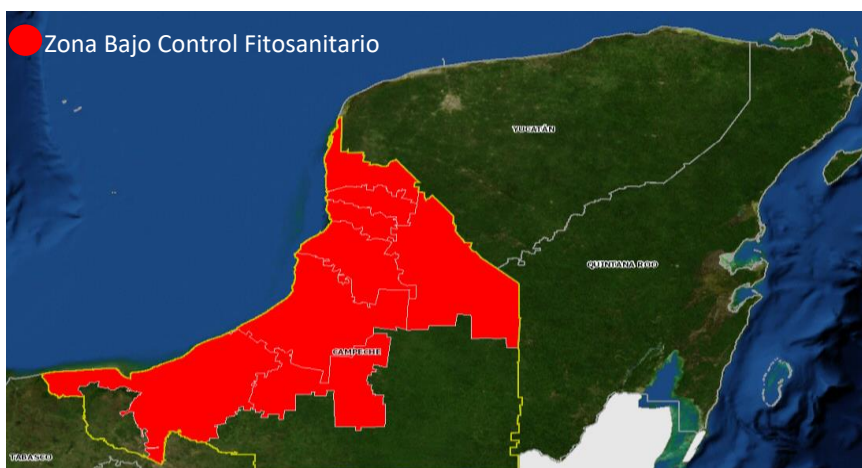 Zona Bajo Control Fitosanitario
YUCATÁN
QUINTANA ROO
CAMPECHE
TABASCO